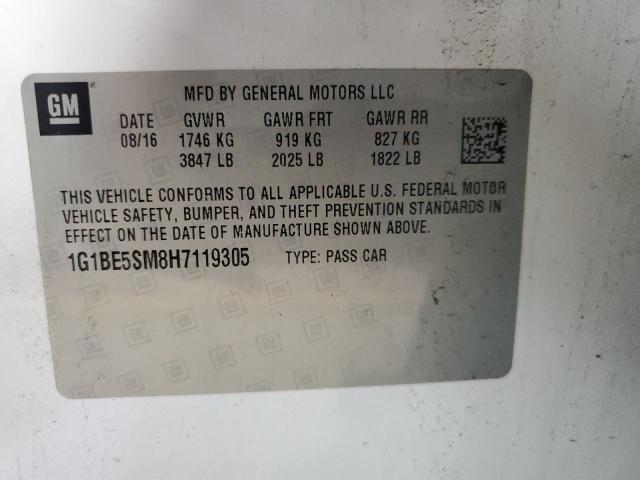 GM
MFD BY GENERAL MOTORS LLC
DATE GVWR GAWR FRT GAWR RR
08/16 1746 KG 919 KG 827 KG
3847 LB 2025 LB 1822 LB
THIS VEHICLE CONFORMS TO ALL APPLICABLE U.S. FEDERAL MOTOR
VEHICLE SAFETY, BUMPER, AND THEFT PREVENTION STANDARDS IN
EFFECT ON THE DATE OF MANUFACTURE SHOWN ABOVE.
1G1BE5SM8H7119305 TYPE: PASS CAR